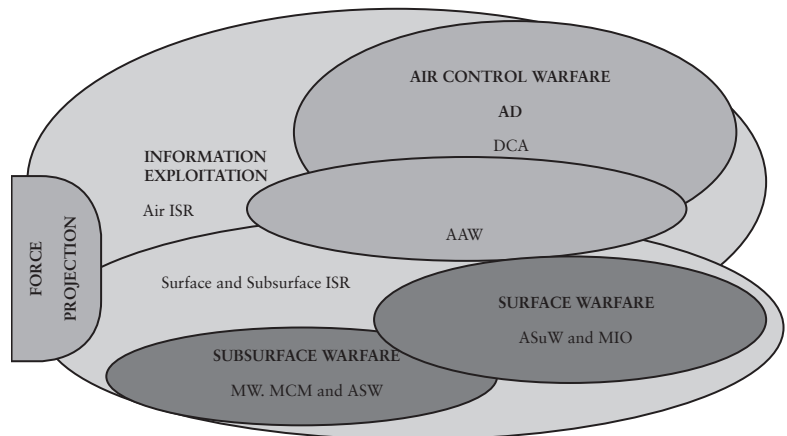 AIR CONTROL WARFARE
AD
DCA
INFORMATION
EXPLOITATION
Air ISR
AAW
FORCE
PROJECTION
Surface and Subsurface ISR
SURFACE WARFARE
ASuW and MIO
SUBSURFACE WARFARE
MW. MCM and ASW